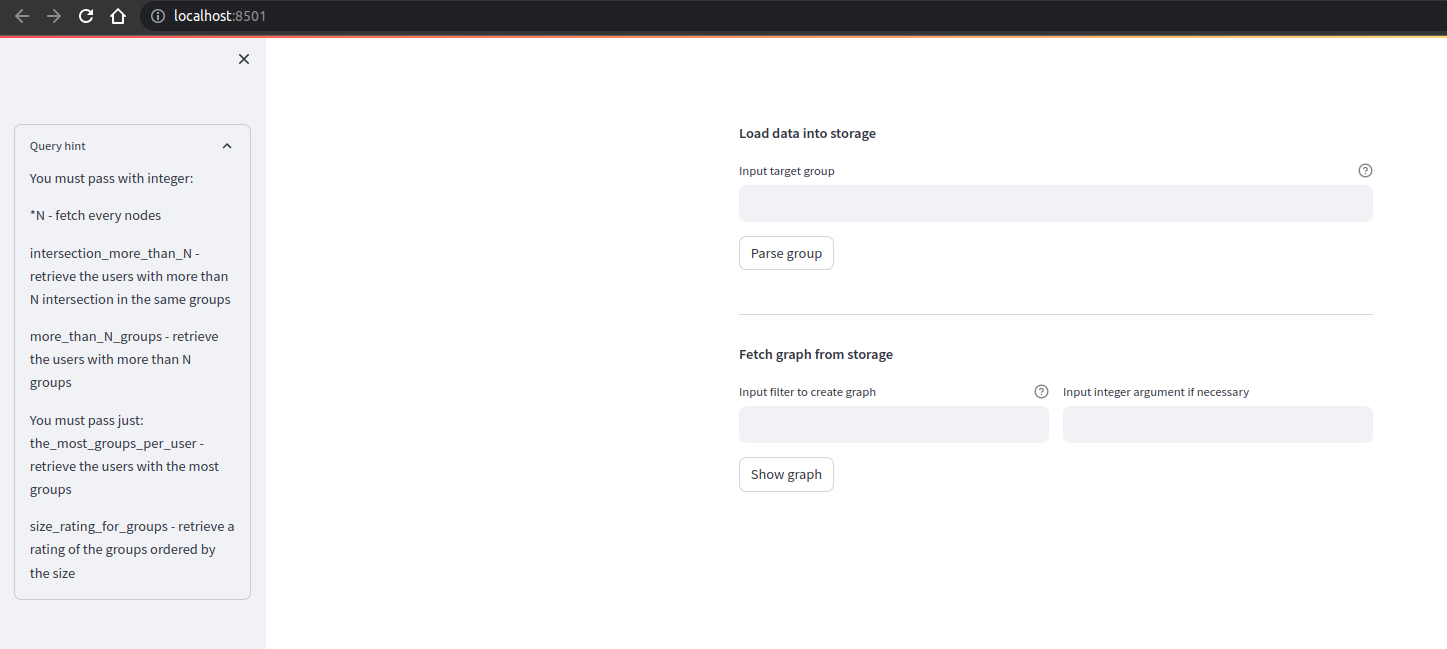 localhost:8501
Query hint
You must pass with integer:
*N - fetch every nodes
intersection_more_than_N -
retrieve the users with more than
N intersection in the same groups
more_than_N_groups - retrieve
the users with more than N
groups
You must pass just:
the_most_groups_per_user -
retrieve the users with the most
groups
size_rating_for_groups - retrieve a
rating of the groups ordered by
the size
Load data into storage
Input target group
Parse group
Fetch graph from storage
Input filter to create graph
Input integer argument if necessary
Show graph